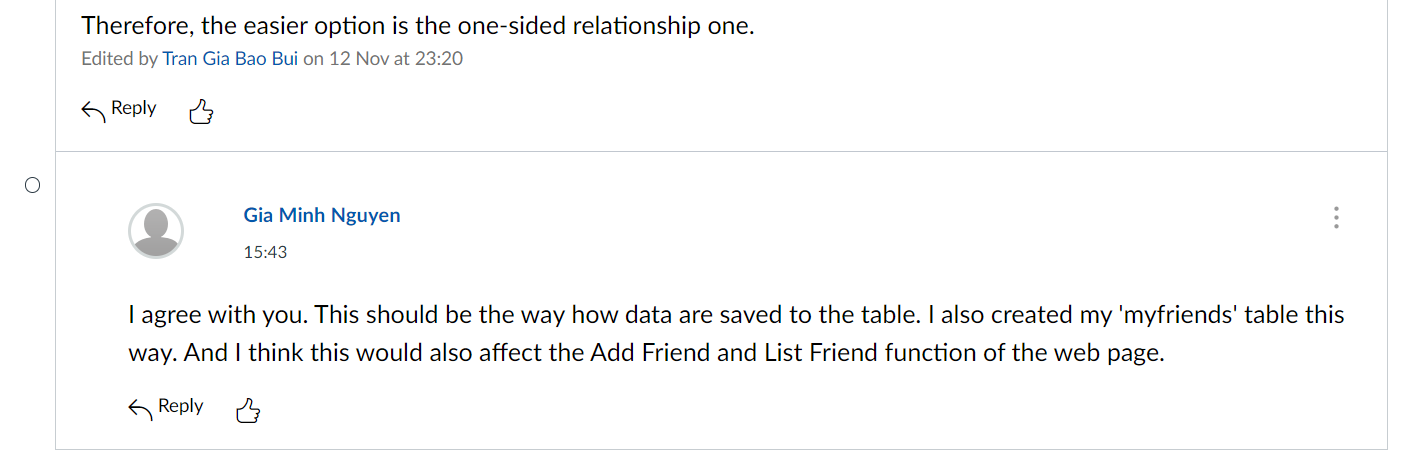 Therefore, the easier option is the one-sided relationship one.
Edited by Tran Gia Bao Bui on 12 Nov at 23:20
Reply
Gia Minh Nguyen
15:43
I agree with you. This should be the way how data are saved to the table. I also created my 'myfriends' table this
way. And I think this would also affect the Add Friend and List Friend function of the web page.
Reply